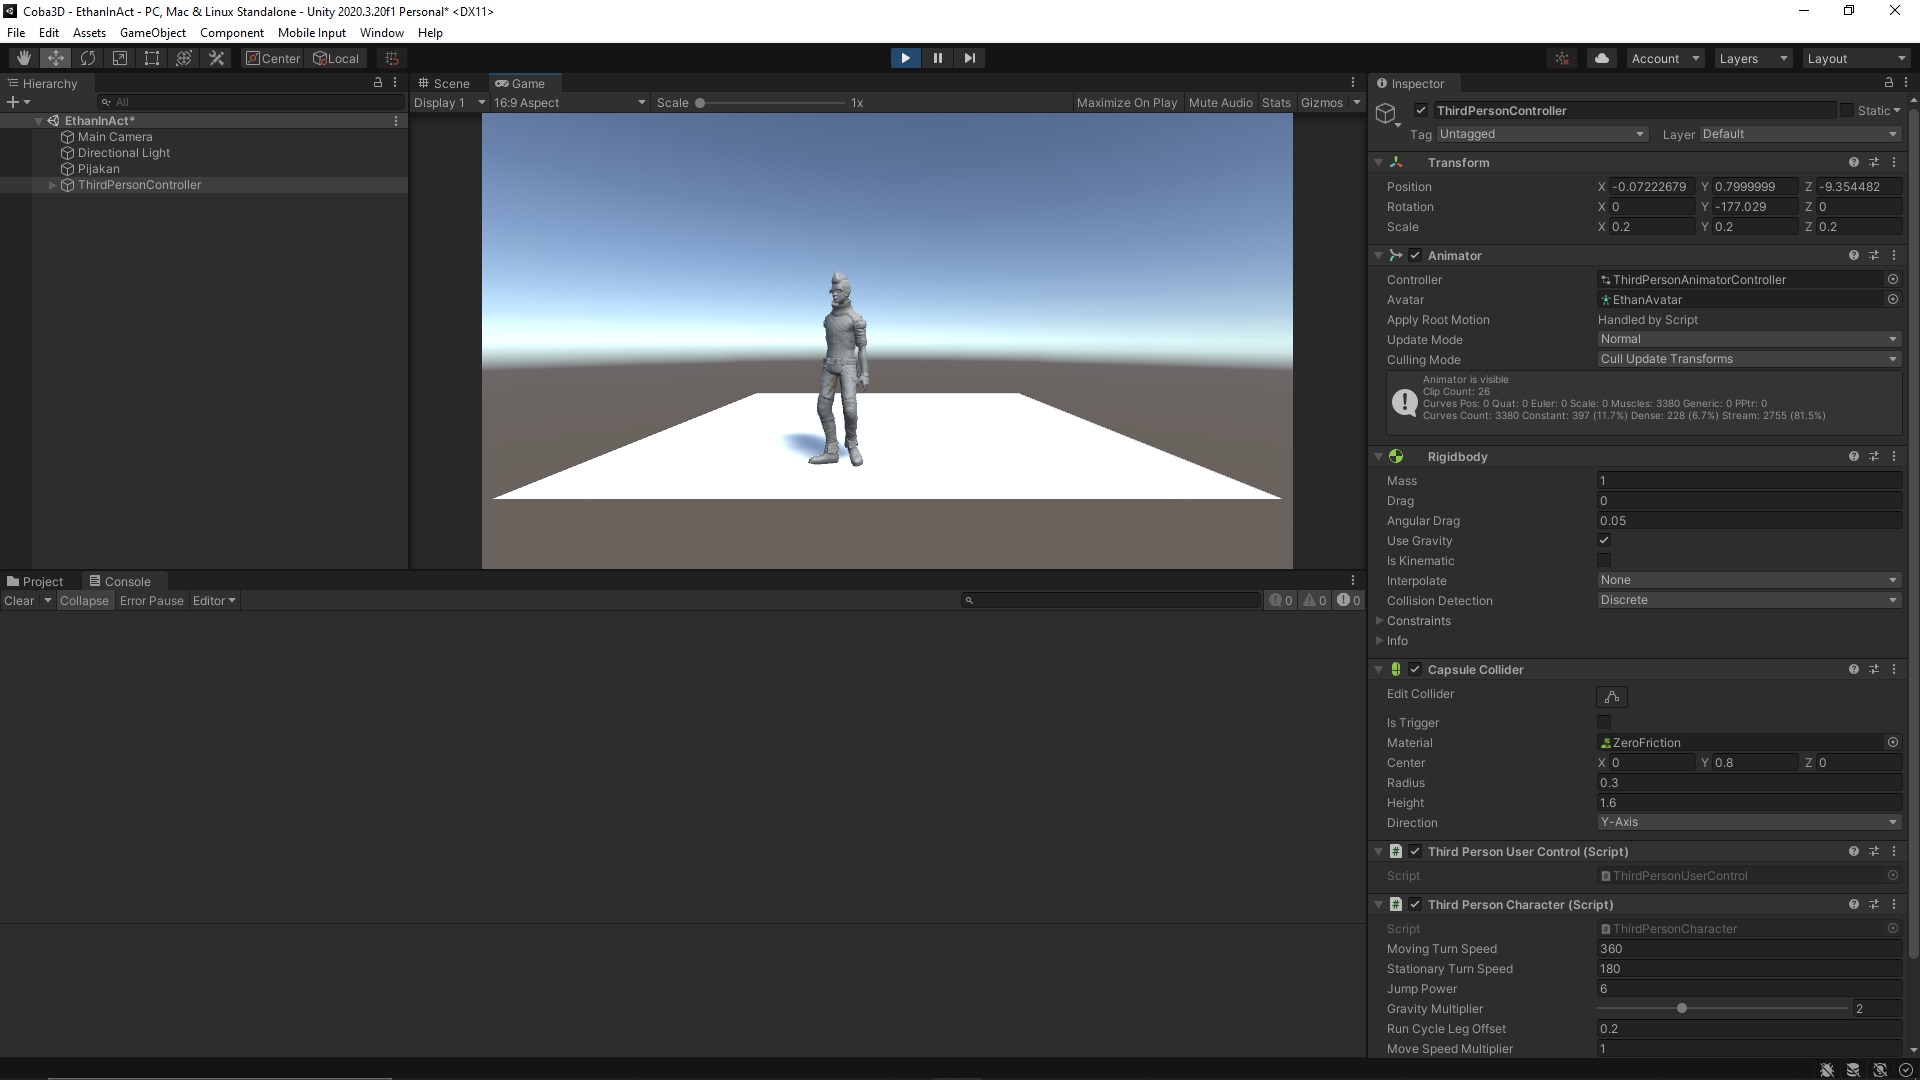 Coba3D - EthanInAct - PC, Mac & Linux Standalone - Unity 2020.3.20f1 Personal* <DX11>
File Edit Assets GameObject Component Mobile Input Window Help
Center Local Account Layers Layout
Hierarchy
All
EthanInAct*
Main Camera
Directional Light
Pijakan
ThirdPersonController
Scene Game
Display 1 16:9 Aspect Scale 1x Maximize On Play Mute Audio Stats Gizmos
Project Console
Clear Collapse Error Pause Editor 0 0 0
Inspector
ThirdPersonController Static
Tag Untagged Layer Default
Transform
Position X -0.07222679 Y 0.7999999 Z -9.354482
Rotation X 0 Y -177.029 Z 0
Scale X 0.2 Y 0.2 Z 0.2
Animator
Controller ThirdPersonAnimatorController
Avatar EthanAvatar
Apply Root Motion Handled by Script
Update Mode Normal
Culling Mode Cull Update Transforms
Animator is visible
Clip Count: 26
Curves Pos: 0 Quat: 0 Euler: 0 Scale: 0 Muscles: 3380 Generic: 0 PPtr: 0
Curves Count: 3380 Constant: 397 (11.7%) Dense: 228 (6.7%) Stream: 2755 (81.5%)
Rigidbody
Mass 1
Drag 0
Angular Drag 0.05
Use Gravity
Is Kinematic
Interpolate None
Collision Detection Discrete
Constraints
Info
Capsule Collider
Edit Collider
Is Trigger
Material ZeroFriction
Center X 0 Y 0.8 Z 0
Radius 0.3
Height 1.6
Direction Y-Axis
Third Person User Control (Script)
Script ThirdPersonUserControl
Third Person Character (Script)
Script ThirdPersonCharacter
Moving Turn Speed 360
Stationary Turn Speed 180
Jump Power 6
Gravity Multiplier 2
Run Cycle Leg Offset 0.2
Move Speed Multiplier 1